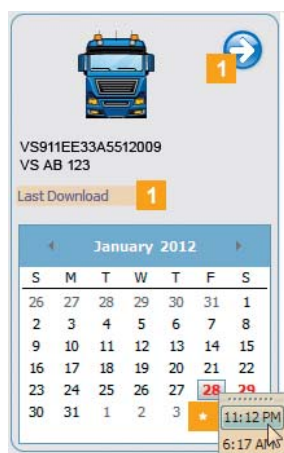 1
VS911EE33A5512009
VS AB 123
Last Download 1
January 2012
S M T W T F S
26 27 28 29 30 31 1
2 3 4 5 6 7 8
9 10 11 12 13 14 15
16 17 18 19 20 21 22
23 24 25 26 27 28 29
30 31 1 2 3
11:12 PM
6:17 AM